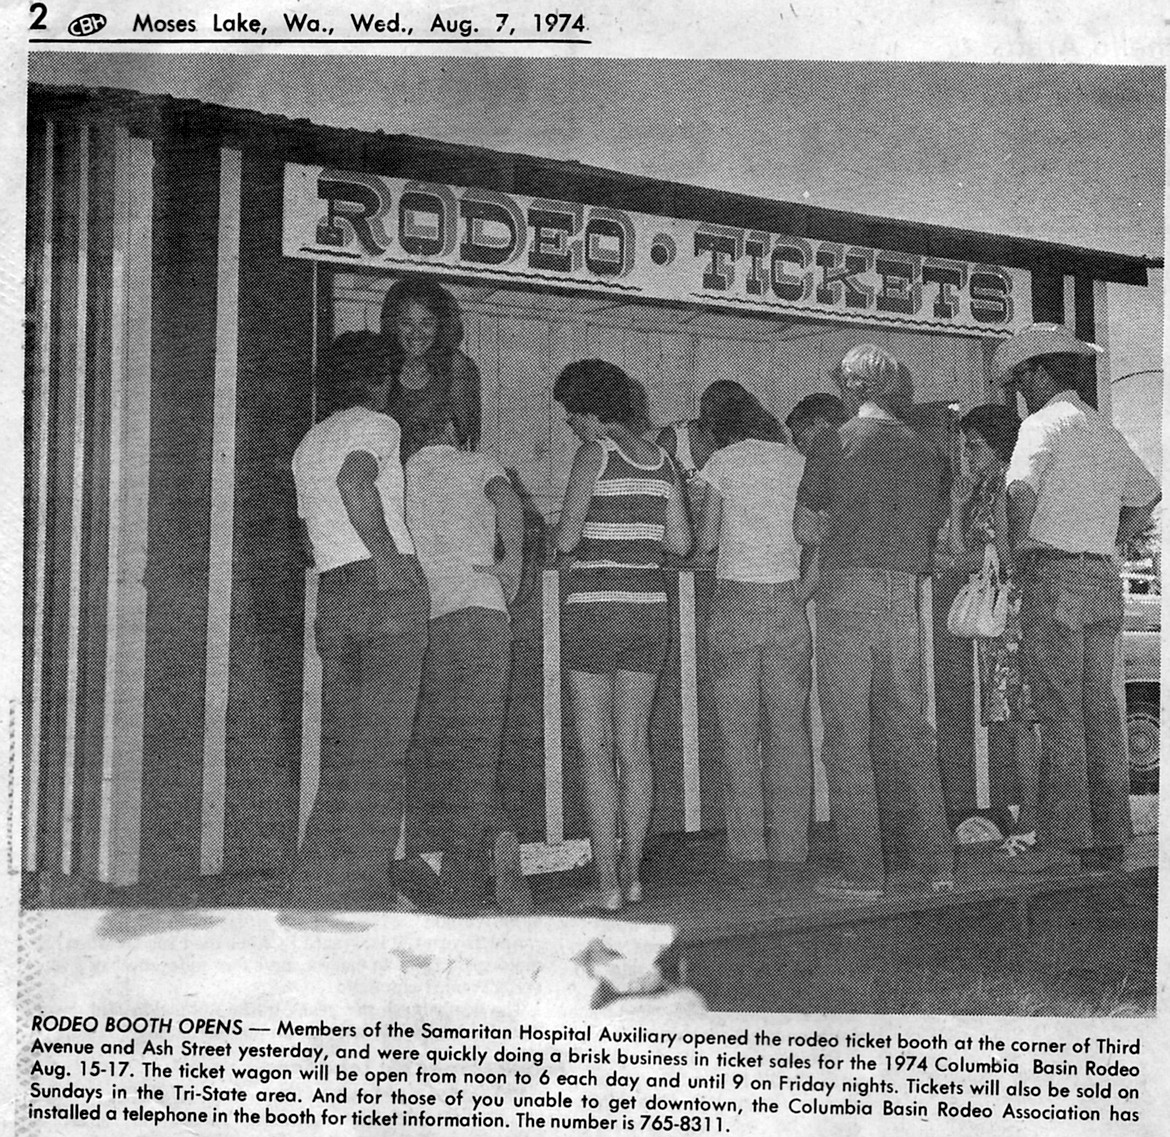 2 CBH Moses Lake, Wa., Wed., Aug. 7, 1974
RODEO • TICKETS
RODEO BOOTH OPENS — Members of the Samaritan Hospital Auxiliary opened the rodeo ticket booth at the corner of Third
Avenue and Ash Street yesterday, and were quickly doing a brisk business in ticket sales for the 1974 Columbia Basin Rodeo
Aug. 15-17. The ticket wagon will be open from noon to 6 each day and until 9 on Friday nights. Tickets will also be sold on
Sundays in the Tri-State area. And for those of you unable to get downtown, the Columbia Basin Rodeo Association has
installed a telephone in the booth for ticket information. The number is 765-8311.